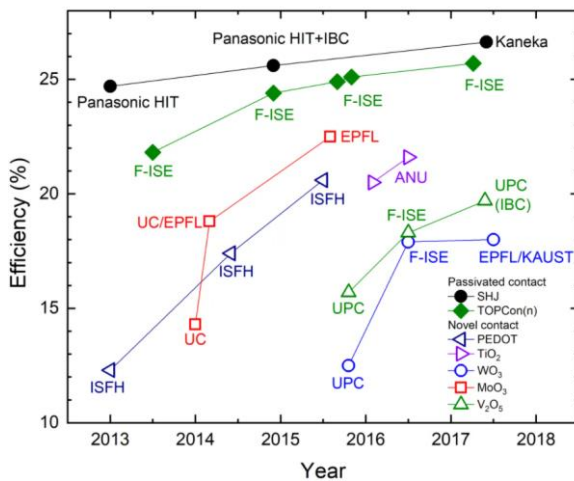 Panasonic HIT+IBC
Kaneka
Panasonic HIT
F-ISE
F-ISE
F-ISE
F-ISE
EPFL
UC/EPFL
UC
ISFH
ISFH
ISFH
ANU
UPC
(IBC)
F-ISE
UPC
F-ISE
EPFL/KAUST
UPC
Passivated contact
SHJ
TOPCon(n)
Novel contact
PEDOT
TiO₂
WO₃
MoO₃
V₂O₅
Efficiency (%)
25
20
15
10
2013 2014 2015 2016 2017 2018
Year